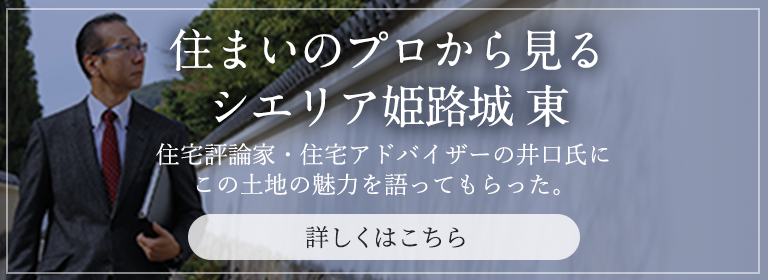 住まいのプロから見る
シエリア姫路城 東
住宅評論家・住宅アドバイザーの井口氏に
この土地の魅力を語ってもらった。
詳しくはこちら